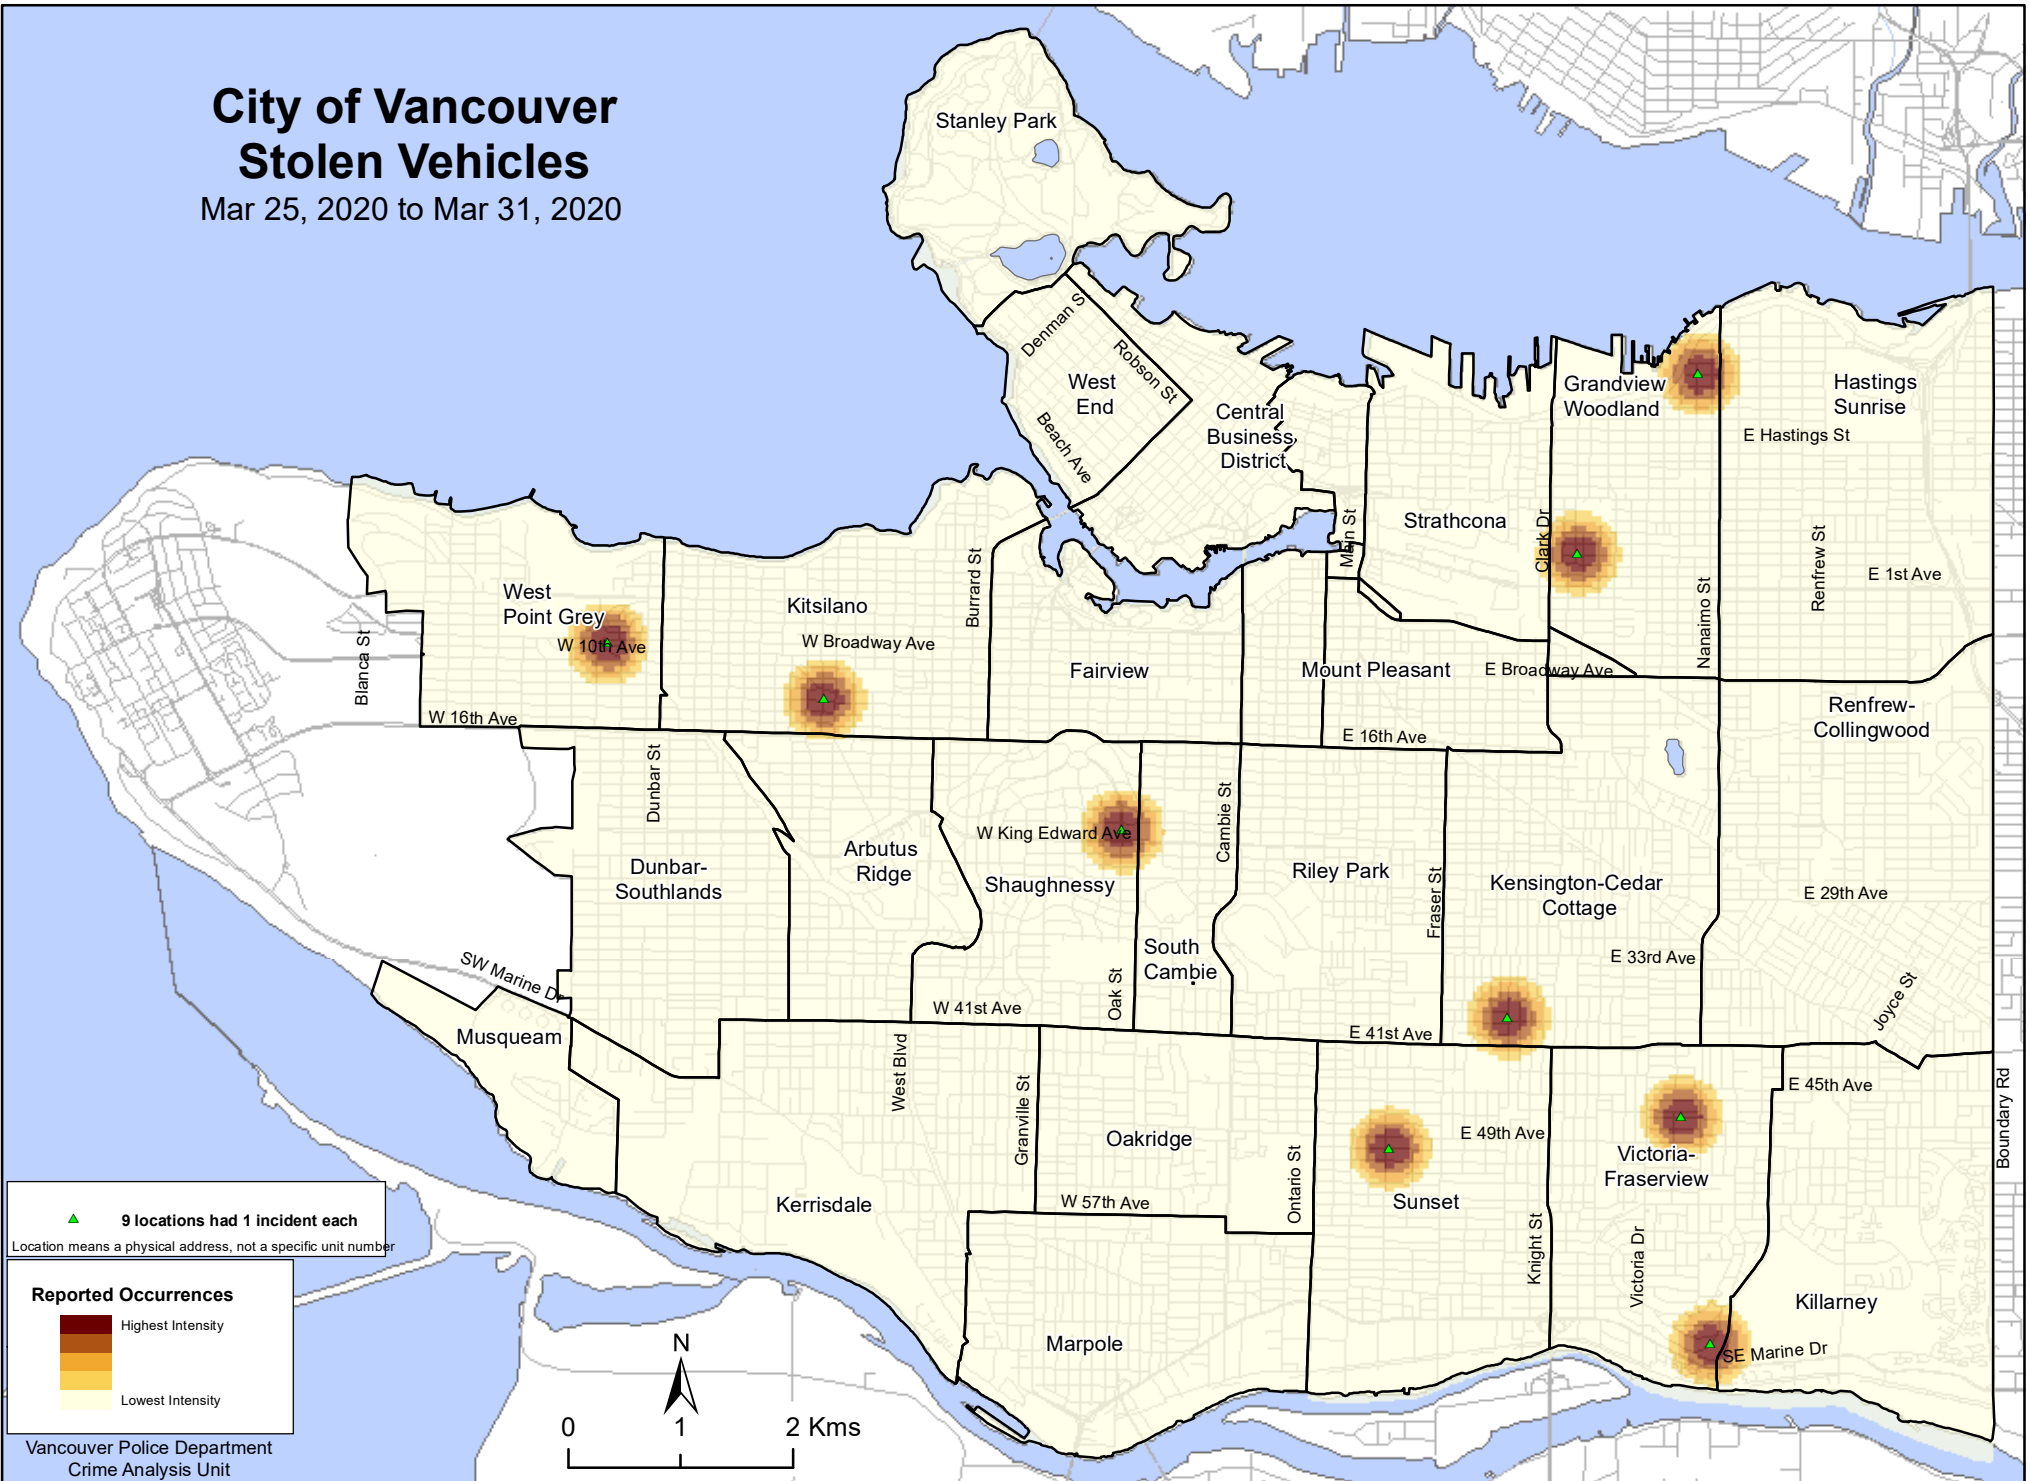 City of Vancouver
Stolen Vehicles
Mar 25, 2020 to Mar 31, 2020
Stanley Park
Denman S
Robson St
West
End
Beach Ave
Central
Business
District
Main St
Strathcona
Clark Dr
Grandview
Woodland
Hastings
Sunrise
E Hastings St
Nanaimo St
Renfrew St
E 1st Ave
West
Point Grey
W 10th Ave
Blanca St
W 16th Ave
Kitsilano
W Broadway Ave
Burrard St
Fairview
Mount Pleasant
E Broadway Ave
E 16th Ave
Renfrew-
Collingwood
Dunbar St
Dunbar-
Southlands
Arbutus
Ridge
W King Edward Ave
Shaughnessy
Cambie St
South
Cambie
Oak St
W 41st Ave
Riley Park
Fraser St
Kensington-Cedar
Cottage
E 33rd Ave
E 29th Ave
Joyce St
E 41st Ave
SW Marine Dr
Musqueam
West Blvd
Granville St
Kerrisdale
Oakridge
W 57th Ave
Ontario St
E 49th Ave
Sunset
Knight St
Victoria-
Fraserview
Victoria Dr
E 45th Ave
Boundary Rd
Killarney
SE Marine Dr
Marpole
9 locations had 1 incident each
Location means a physical address, not a specific unit number
Reported Occurrences
Highest Intensity
Lowest Intensity
Vancouver Police Department
Crime Analysis Unit
N
0 1 2 Kms